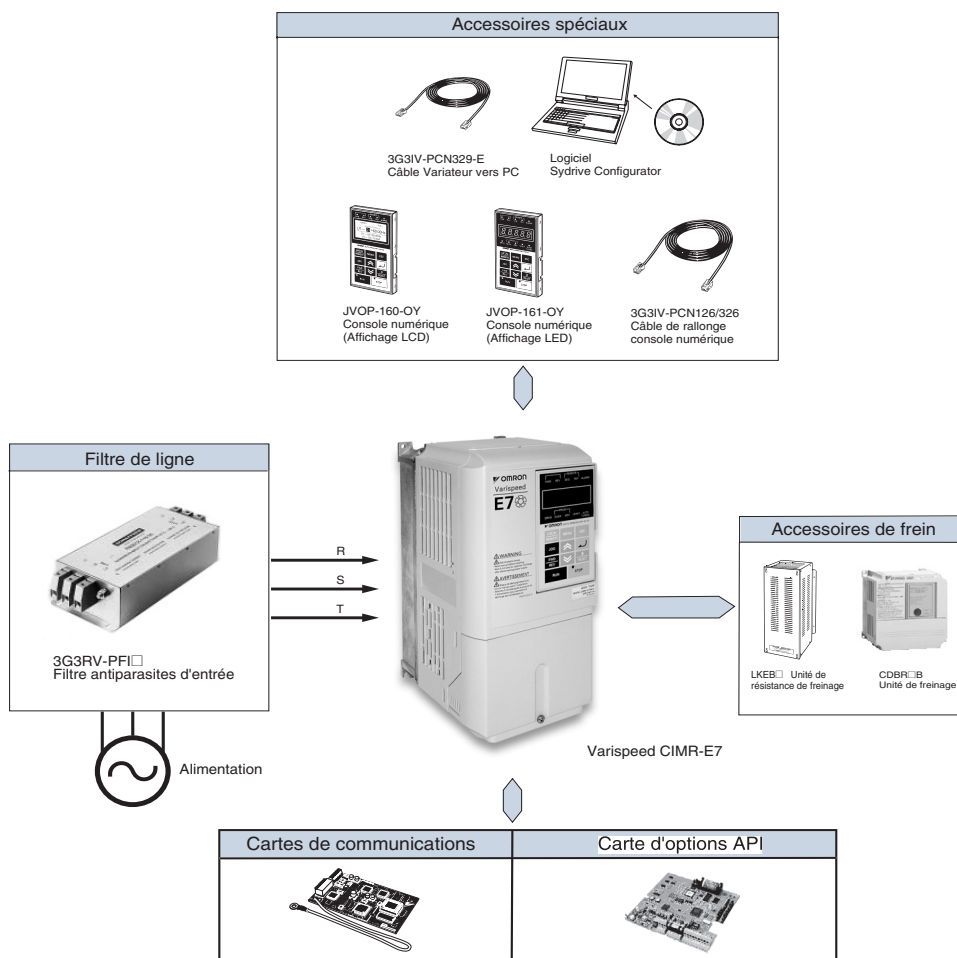 Accessoires spéciaux
3G3IV-PCN329-E
Câble Variateur vers PC
Logiciel
Sydrive Configurator
JVOP-160-OY
Console numérique
(Affichage LCD)
JVOP-161-OY
Console numérique
(Affichage LED)
3G3IV-PCN126/326
Câble de rallonge
console numérique
Filtre de ligne
3G3RV-PFI□
Filtre antiparasites d'entrée
R
S
T
Alimentation
OMRON
Varispeed
E7
WARNING
AVERTISSEMENT
RUN
Varispeed CIMR-E7
Accessoires de frein
LKEB□ Unité de
résistance de freinage
CDBR□B
Unité de freinage
Cartes de communications
Carte d'options API